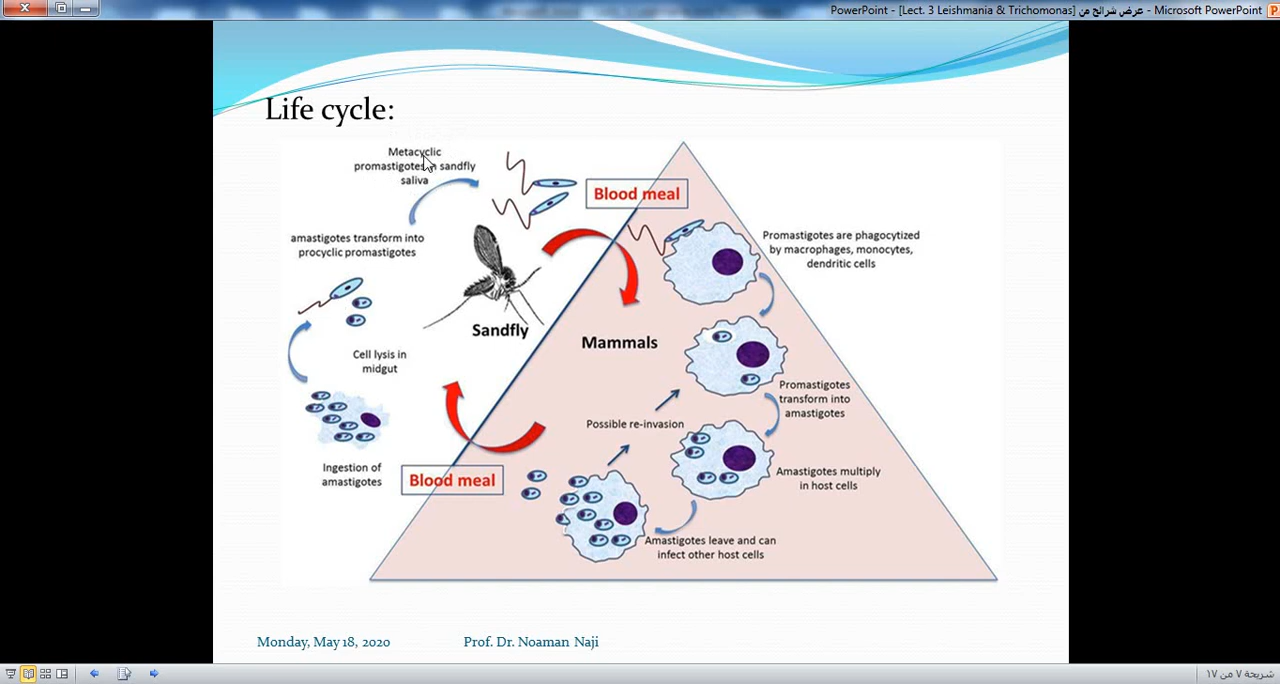 PowerPoint - [Lect. 3 Leishmania & Trichomonas] عرض شرائح من - Microsoft PowerPoint
Life cycle:
Metacyclic
promastigotes in sandfly
saliva
Blood meal
amastigotes transform into
procyclic promastigotes
Promastigotes are phagocytized
by macrophages, monocytes,
dendritic cells
Sandfly
Mammals
Cell lysis in
midgut
Promastigotes
transform into
amastigotes
Possible re-invasion
Ingestion of
amastigotes
Blood meal
Amastigotes multiply
in host cells
Amastigotes leave and can
infect other host cells
Monday, May 18, 2020
Prof. Dr. Noaman Naji
شريحة ٧ من ١٧